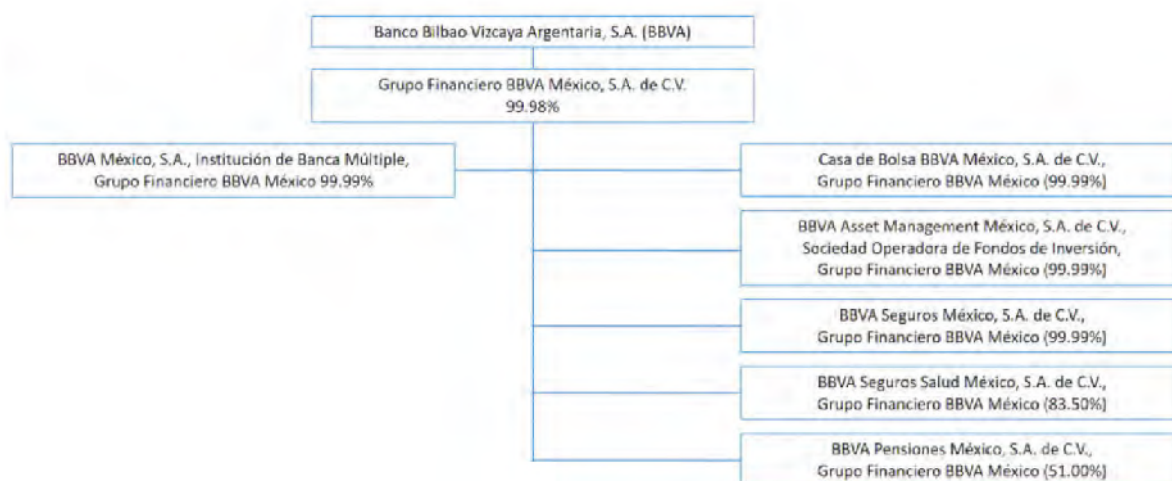 Banco Bilbao Vizcaya Argentaria, S.A. (BBVA)
Grupo Financiero BBVA México, S.A. de C.V.
99.98%
BBVA México, S.A., Institución de Banca Múltiple,
Grupo Financiero BBVA México 99.99%
Casa de Bolsa BBVA México, S.A. de C.V.,
Grupo Financiero BBVA México (99.99%)
BBVA Asset Management México, S.A. de C.V.,
Sociedad Operadora de Fondos de Inversión,
Grupo Financiero BBVA México (99.99%)
BBVA Seguros México, S.A. de C.V.,
Grupo Financiero BBVA México (99.99%)
BBVA Seguros Salud México, S.A. de C.V.,
Grupo Financiero BBVA México (83.50%)
BBVA Pensiones México, S.A. de C.V.,
Grupo Financiero BBVA México (51.00%)